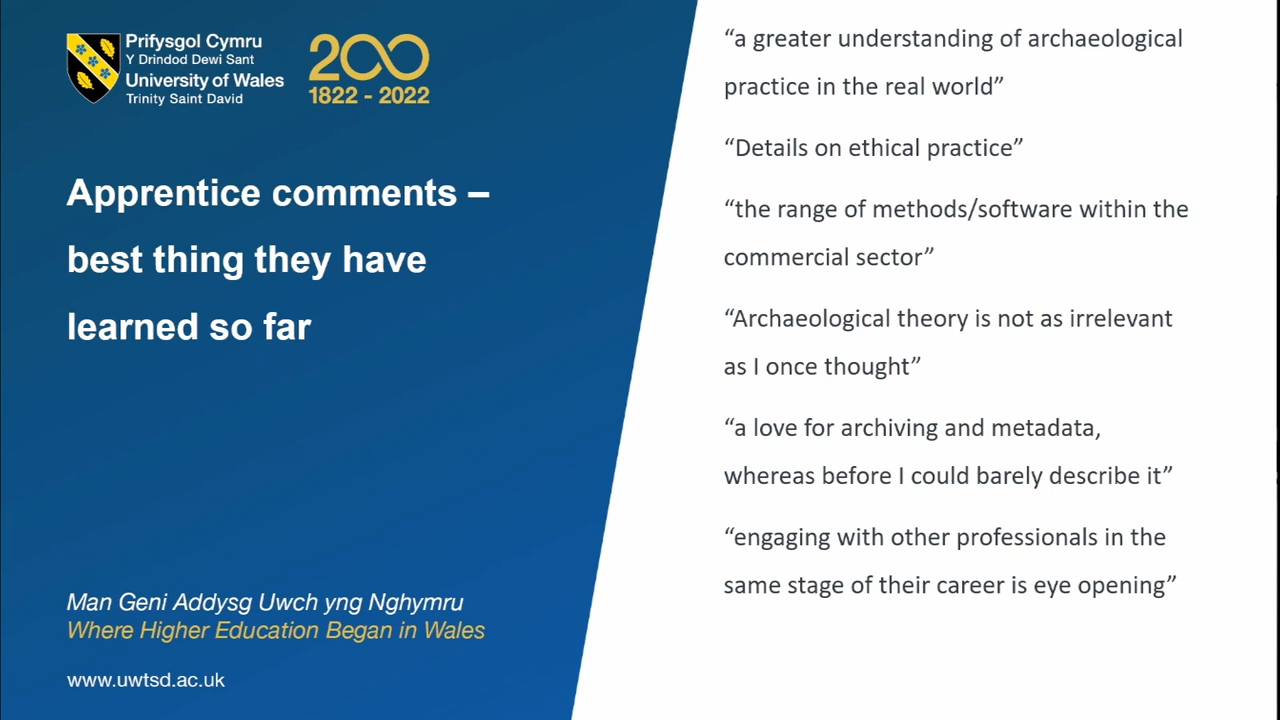 Prifysgol Cymru
Y Drindod Dewi Sant
University of Wales
Trinity Saint David
200
1822 - 2022
Apprentice comments –
best thing they have
learned so far
Man Geni Addysg Uwch yng Nghymru
Where Higher Education Began in Wales
www.uwtsd.ac.uk
“a greater understanding of archaeological
practice in the real world”
“Details on ethical practice”
“the range of methods/software within the
commercial sector”
“Archaeological theory is not as irrelevant
as I once thought”
“a love for archiving and metadata,
whereas before I could barely describe it”
“engaging with other professionals in the
same stage of their career is eye opening”